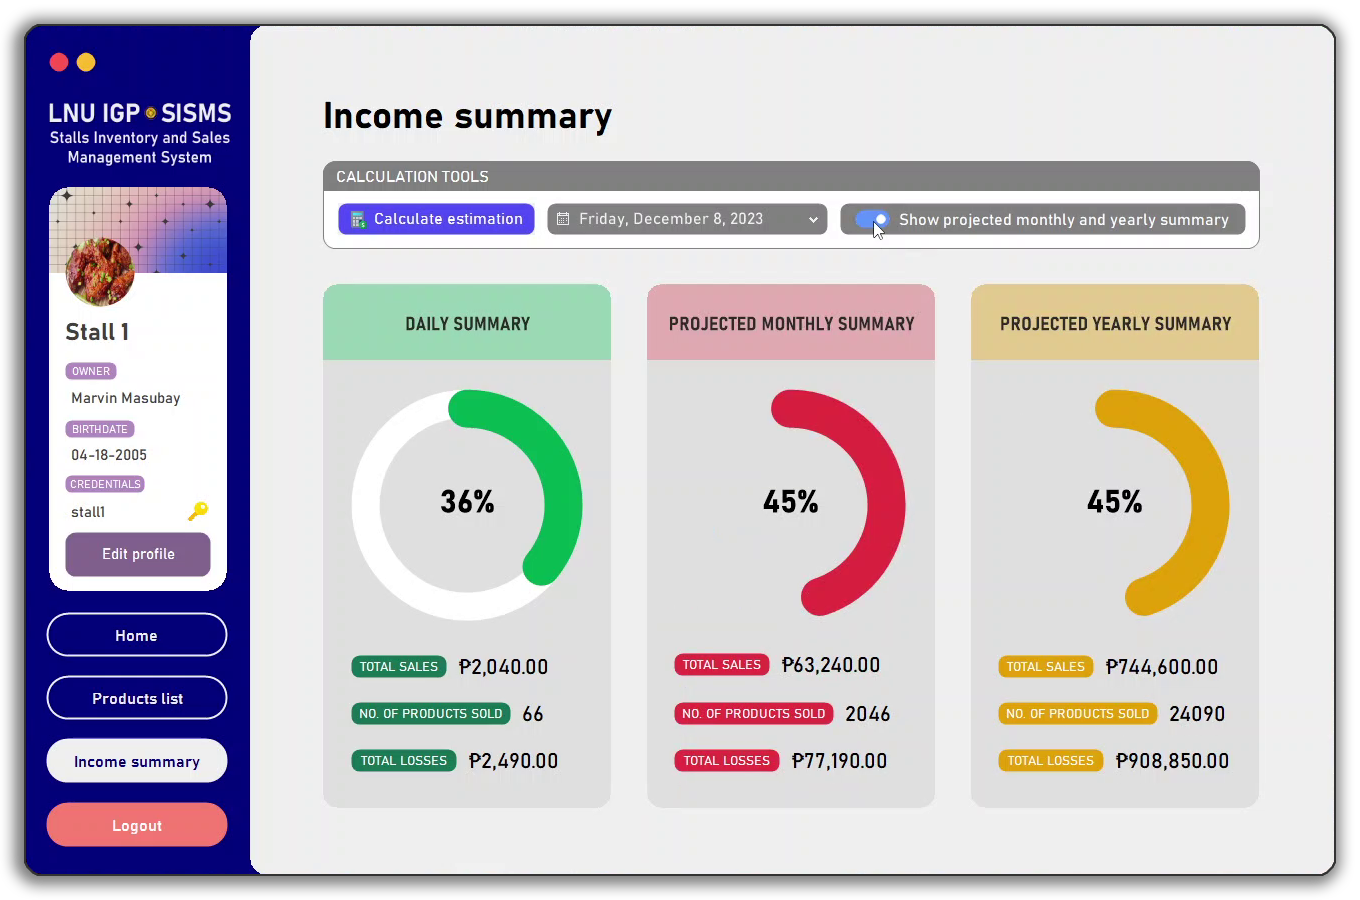 LNU IGP SISMS
Stalls Inventory and Sales
Management System
Stall 1
OWNER
Marvin Masubay
BIRTHDATE
04-18-2005
CREDENTIALS
stall1
Edit profile
Home
Products list
Income summary
Logout
Income summary
CALCULATION TOOLS
Calculate estimation
Friday, December 8, 2023
Show projected monthly and yearly summary
DAILY SUMMARY
36%
TOTAL SALES ₱2,040.00
NO. OF PRODUCTS SOLD 66
TOTAL LOSSES ₱2,490.00
PROJECTED MONTHLY SUMMARY
45%
TOTAL SALES ₱63,240.00
NO. OF PRODUCTS SOLD 2046
TOTAL LOSSES ₱77,190.00
PROJECTED YEARLY SUMMARY
45%
TOTAL SALES ₱744,600.00
NO. OF PRODUCTS SOLD 24090
TOTAL LOSSES ₱908,850.00